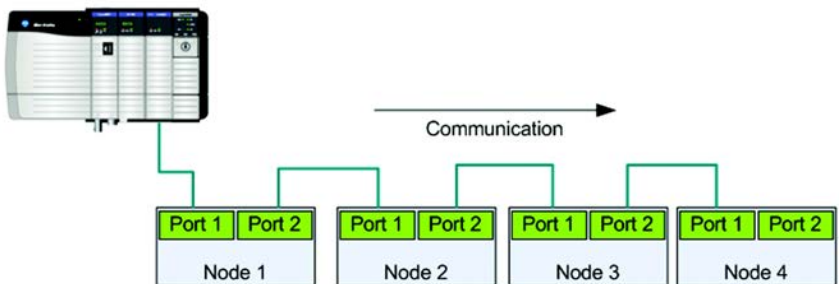 Communication
Port 1 Port 2 Port 1 Port 2 Port 1 Port 2 Port 1 Port 2
Node 1 Node 2 Node 3 Node 4